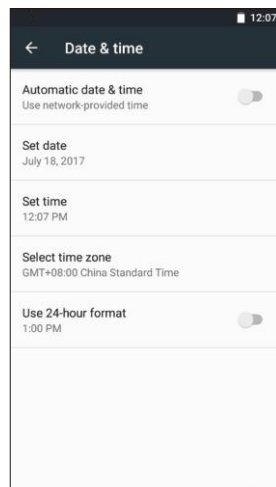 12:07
Date & time
Automatic date & time
Use network-provided time
Set date
July 18, 2017
Set time
12:07 PM
Select time zone
GMT+08:00 China Standard Time
Use 24-hour format
1:00 PM